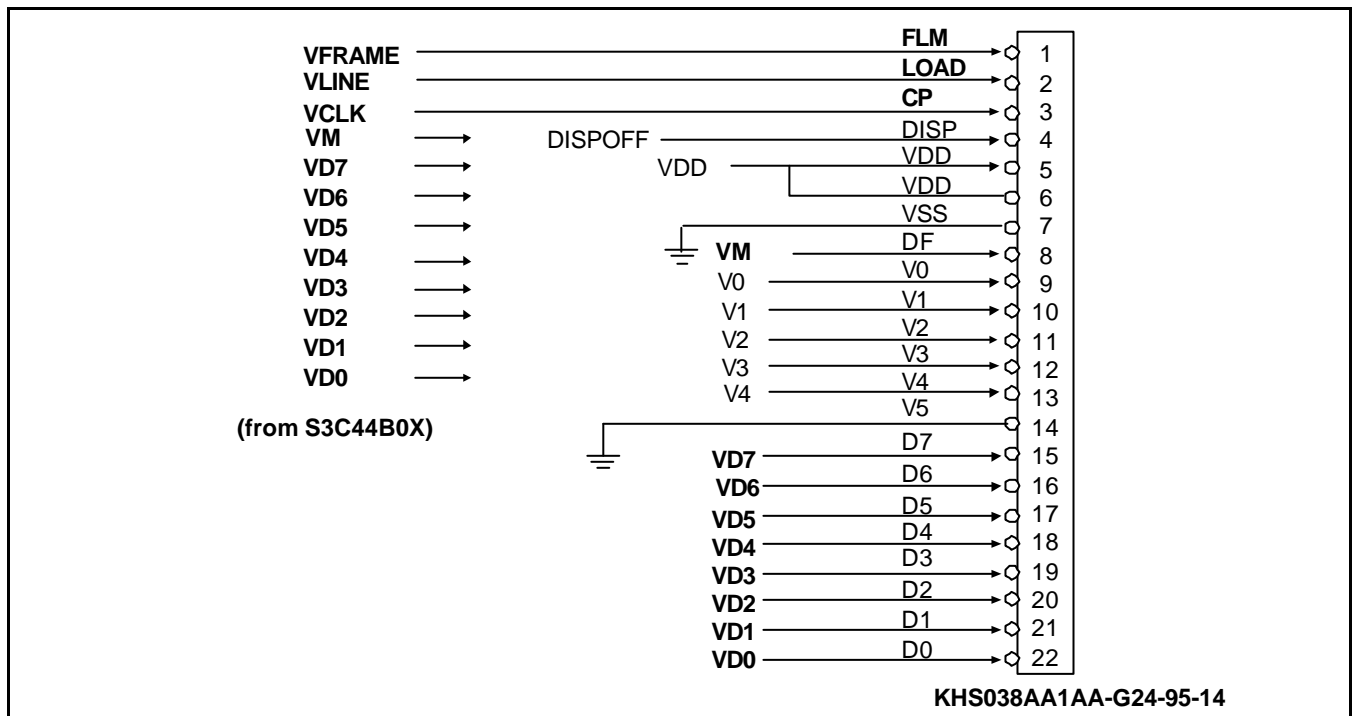 VFRAME FLM 1
VLINE LOAD 2
VCLK CP 3
VM DISPOFF DISP 4
VD7 VDD VDD 5
VD6 VDD 6
VD5 VSS 7
VD4 VM DF 8
VD3 V0 V0 9
VD2 V1 V1 10
VD1 V2 V2 11
VD0 V3 V3 12
V4 V4 13
(from S3C44B0X) V5 14
VD7 D7 15
VD6 D6 16
VD5 D5 17
VD4 D4 18
VD3 D3 19
VD2 D2 20
VD1 D1 21
VD0 D0 22
KHS038AA1AA-G24-95-14